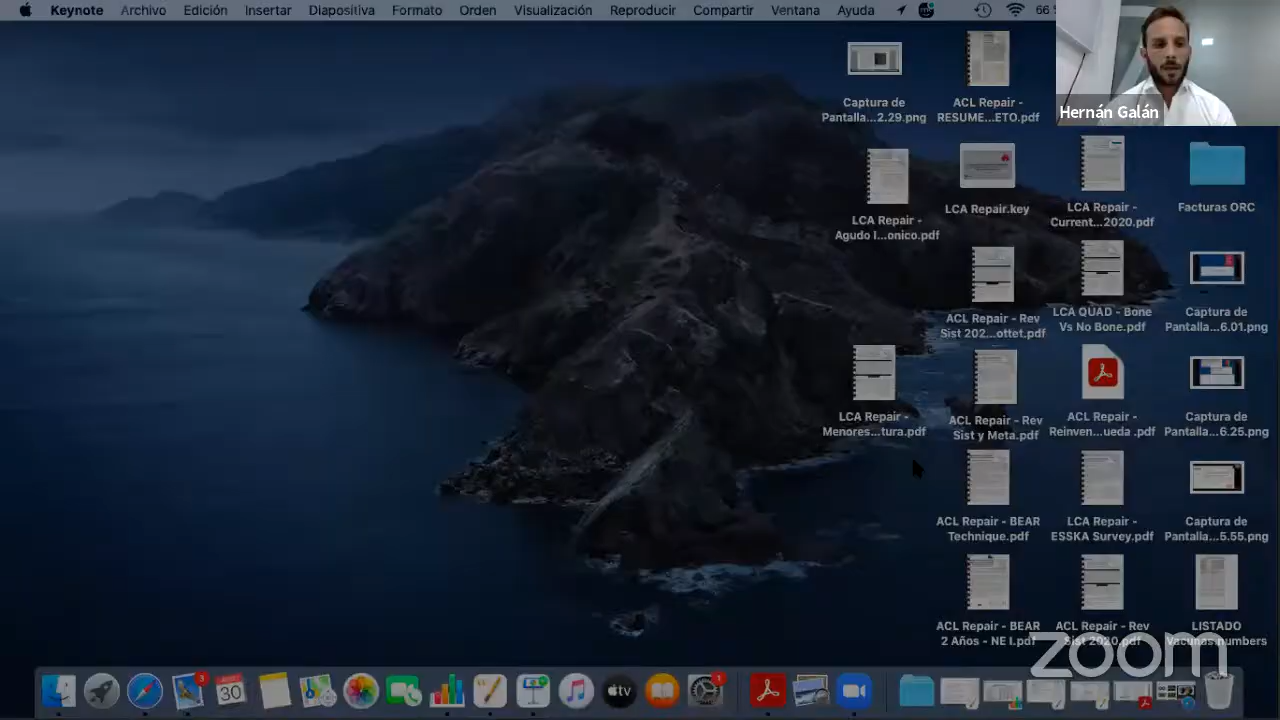 Keynote Archivo Edición Insertar Diapositiva Formato Orden Visualización Reproducir Compartir Ventana Ayuda 66
Hernán Galán
Captura de
Pantalla...2.29.png
ACL Repair -
RESUME...ETO.pdf
LCA Repair -
Agudo I...onico.pdf
LCA Repair.key
LCA Repair -
Current...2020.pdf
Facturas ORC
ACL Repair - Rev
Sist 202...ottet.pdf
LCA QUAD - Bone
Vs No Bone.pdf
Captura de
Pantalla...6.01.png
LCA Repair -
Menores...tura.pdf
ACL Repair - Rev
Sist y Meta.pdf
ACL Repair -
Reinven...ueda .pdf
Captura de
Pantalla...6.25.png
ACL Repair - BEAR
Technique.pdf
LCA Repair -
ESSKA Survey.pdf
Captura de
Pantalla...5.55.png
ACL Repair - BEAR
2 Años - NE I.pdf
ACL Repair - Rev
Sist 2020.pdf
LISTADO
Vacunas numbers
zoom
3
30
tv
1